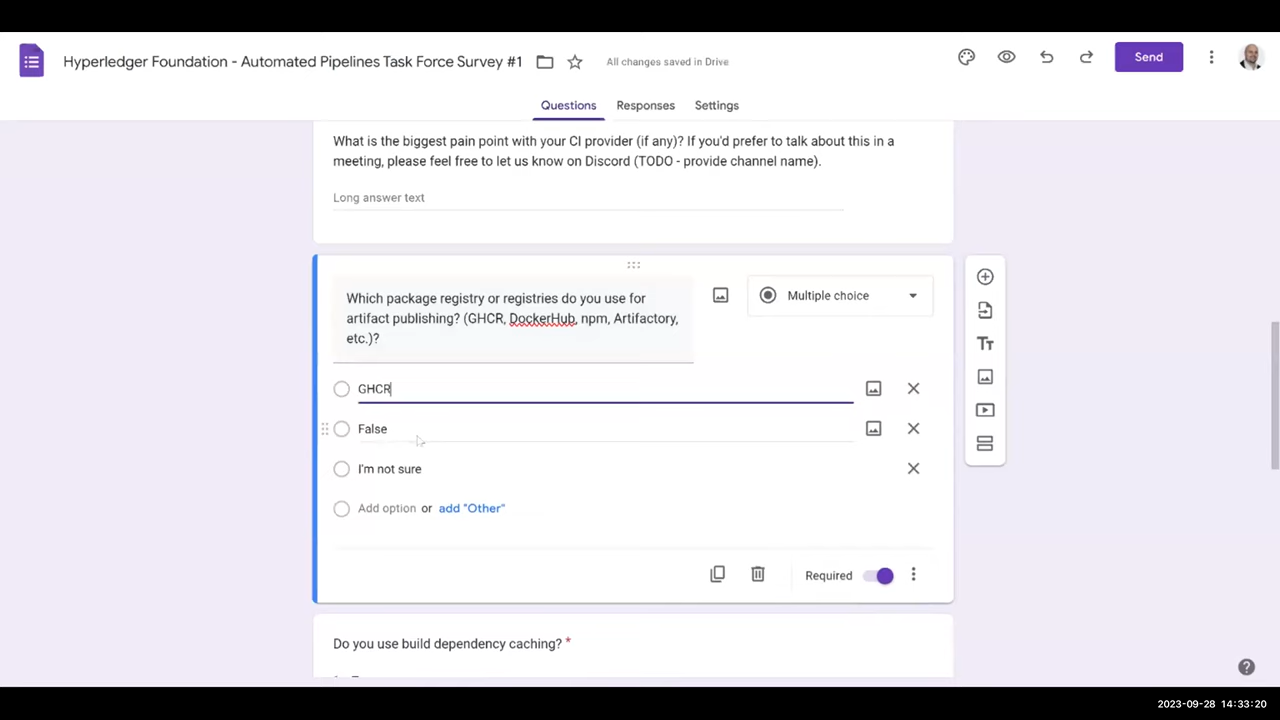 Hyperledger Foundation - Automated Pipelines Task Force Survey #1
All changes saved in Drive
Send
Questions
Responses
Settings
What is the biggest pain point with your CI provider (if any)? If you'd prefer to talk about this in a
meeting, please feel free to let us know on Discord (TODO - provide channel name).
Long answer text
Which package registry or registries do you use for
artifact publishing? (GHCR, DockerHub, npm, Artifactory,
etc.)?
Multiple choice
GHCR
False
I'm not sure
Add option or add "Other"
Required
Do you use build dependency caching? *
2023-09-28 14:33:20